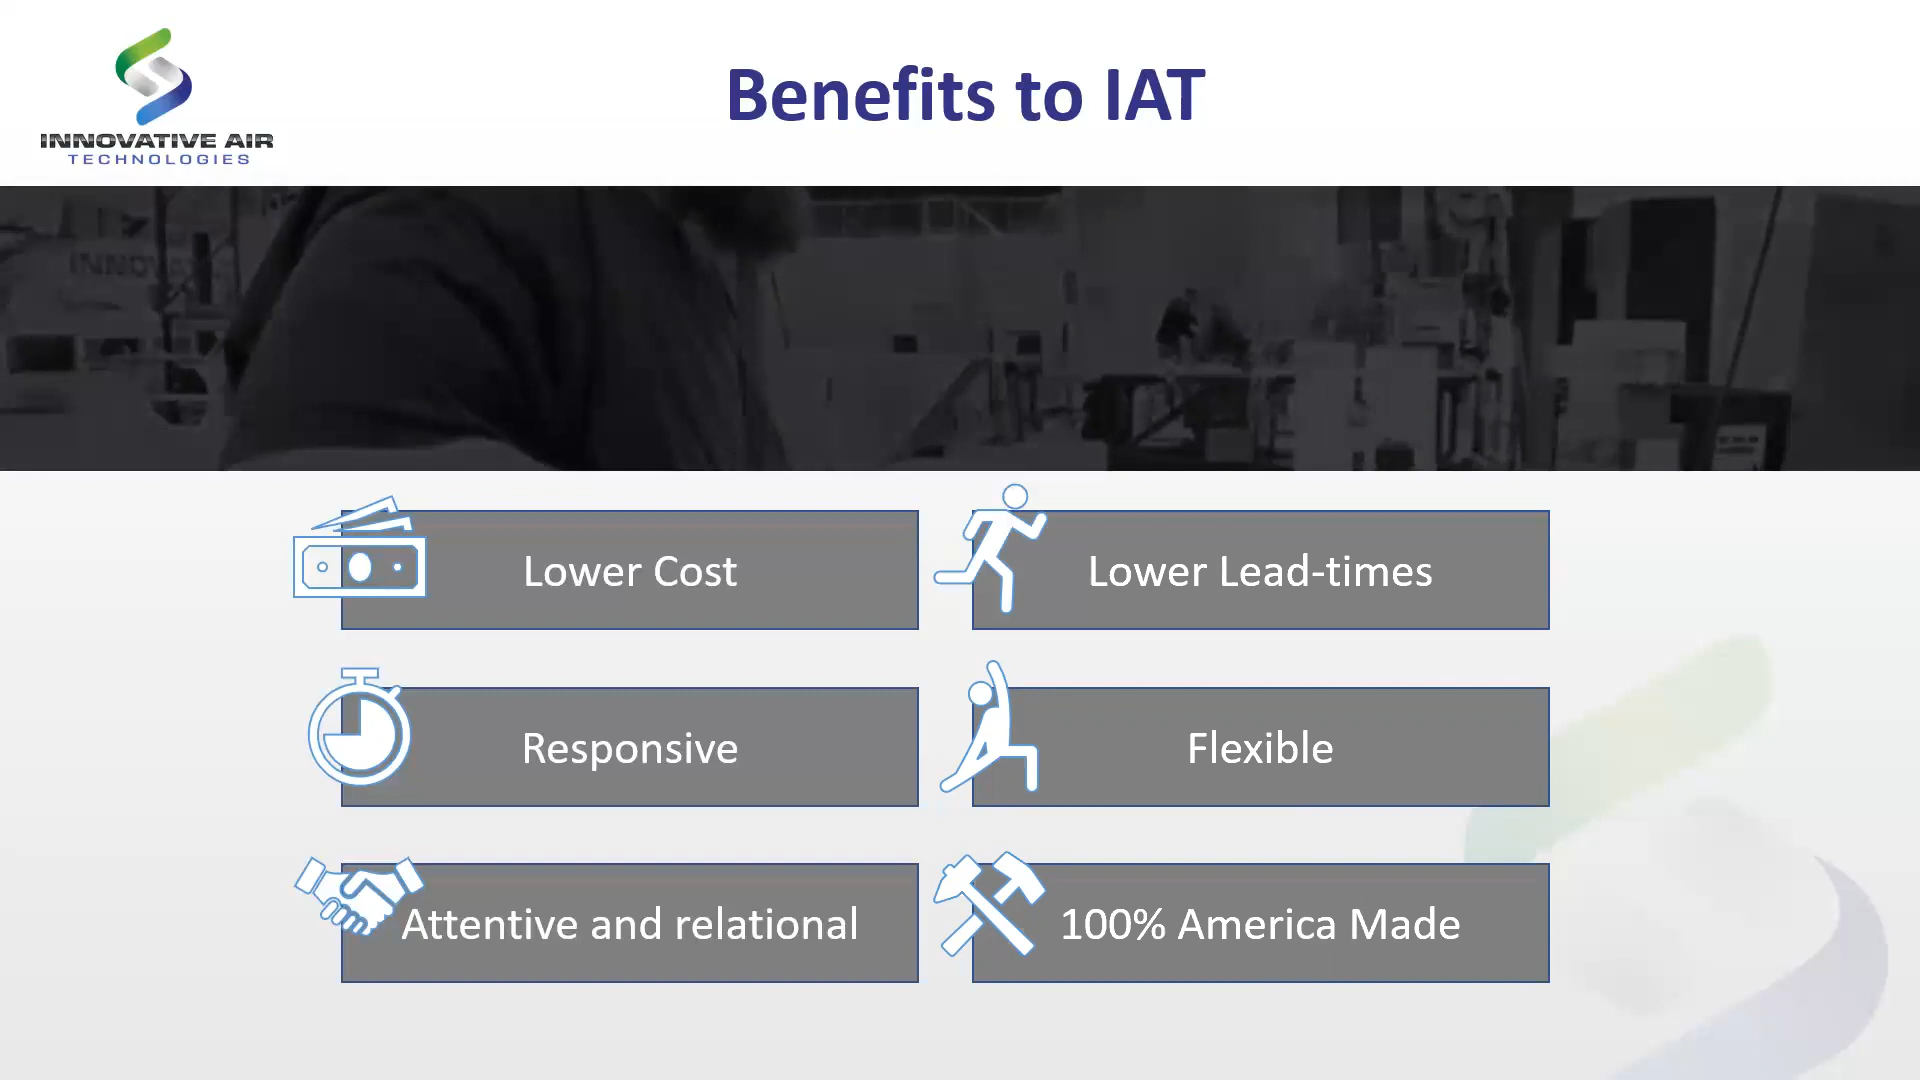 INNOVATIVE AIR
TECHNOLOGIES
Benefits to IAT
Lower Cost
Lower Lead-times
Responsive
Flexible
Attentive and relational
100% America Made